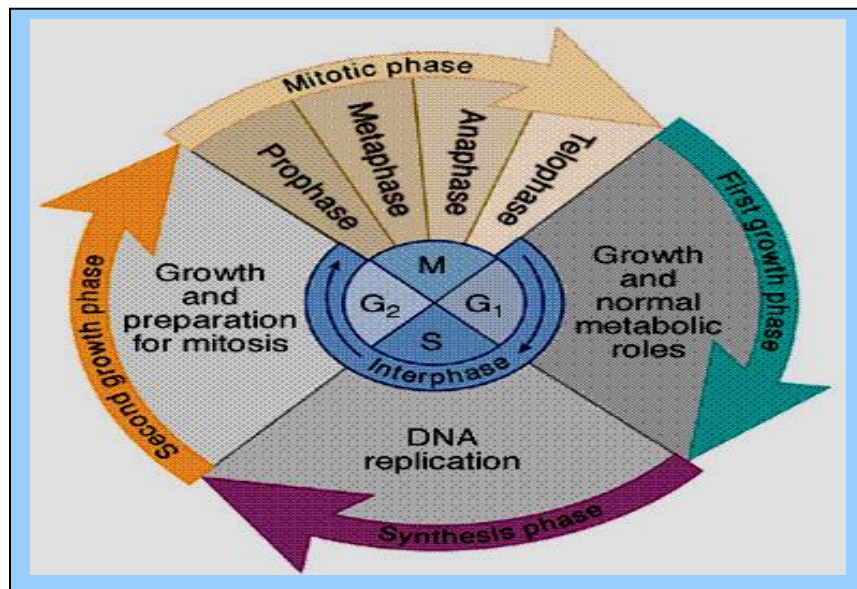 Mitotic phase
Prophase
Metaphase
Anaphase
Telophase
First growth phase
Growth
and
normal
metabolic
roles
Growth
and
preparation
for mitosis
Second growth phase
M
G₂
G₁
S
Interphase
DNA
replication
Synthesis phase